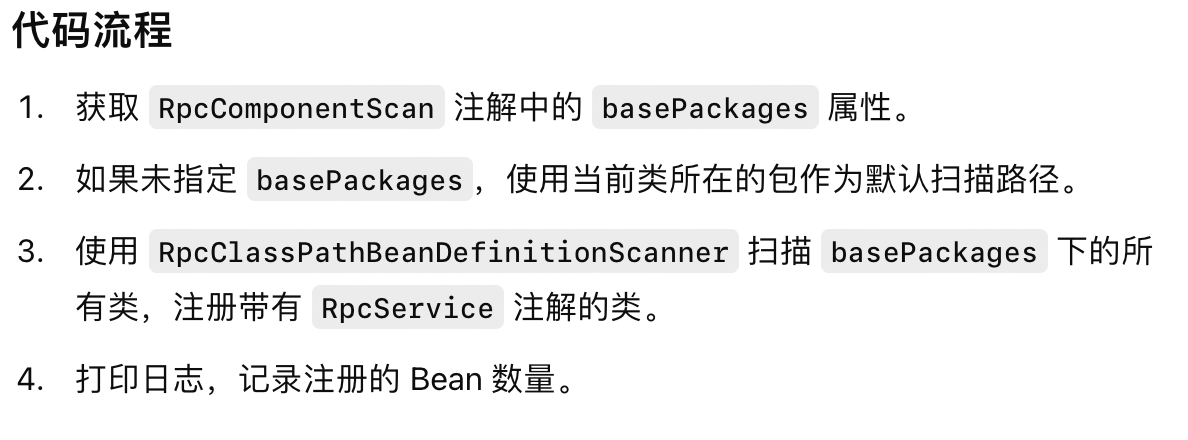 代码流程
1. 获取 RpcComponentScan 注解中的 basePackages 属性。
2. 如果未指定 basePackages，使用当前类所在的包作为默认扫描路径。
3. 使用 RpcClassPathBeanDefinitionScanner 扫描 basePackages 下的所
有类，注册带有 RpcService 注解的类。
4. 打印日志，记录注册的 Bean 数量。